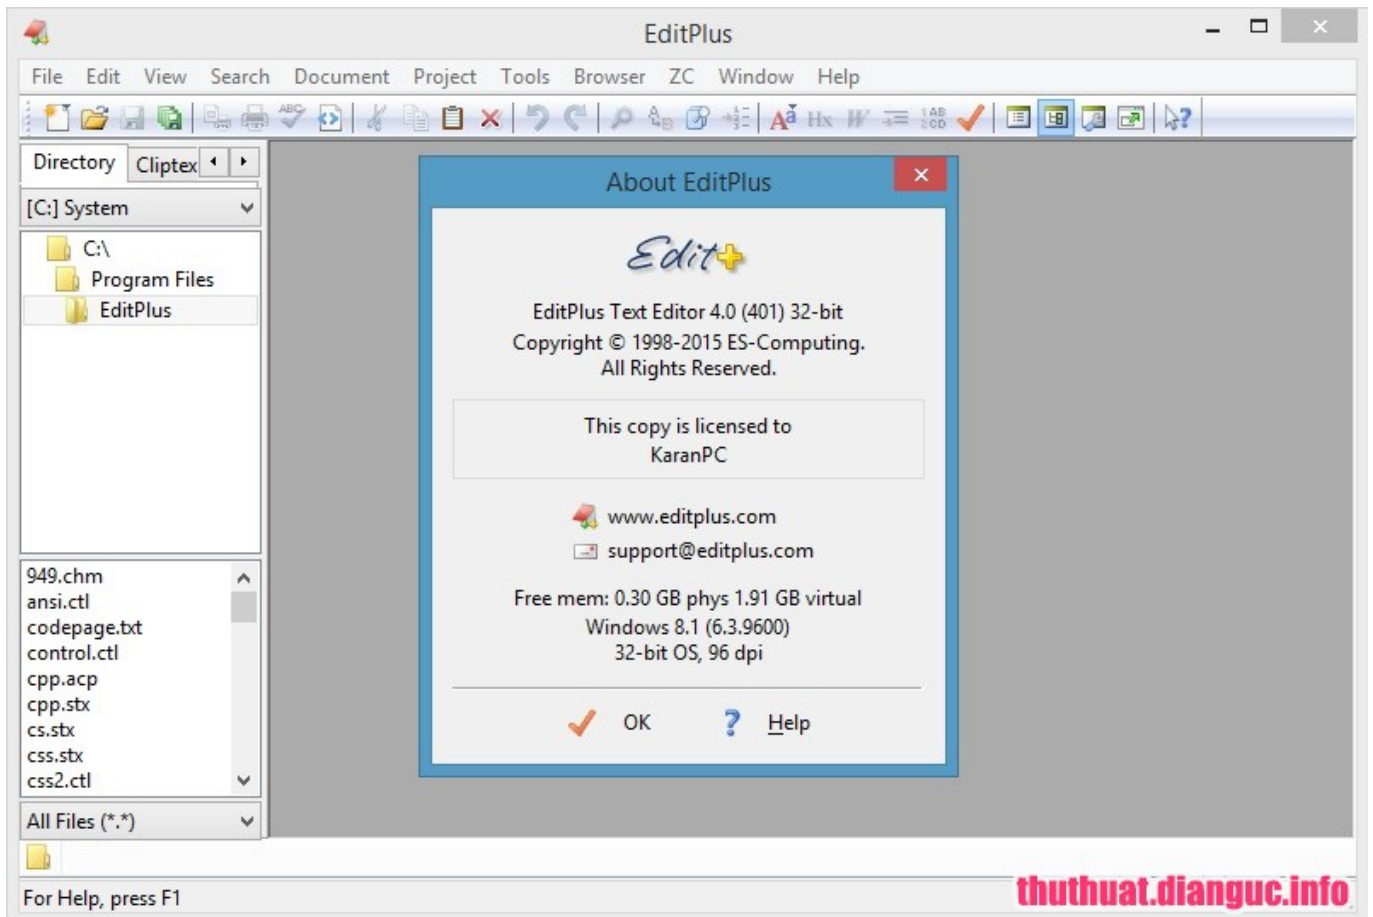 EditPlus
File Edit View Search Document Project Tools Browser ZC Window Help
Directory Cliptex
[C:] System
C:\
Program Files
EditPlus
949.chm
ansi.ctl
codepage.txt
control.ctl
cpp.acp
cpp.stx
cs.stx
css.stx
css2.ctl
All Files (*.*)
About EditPlus
Edit+
EditPlus Text Editor 4.0 (401) 32-bit
Copyright © 1998-2015 ES-Computing.
All Rights Reserved.
This copy is licensed to
KaranPC
www.editplus.com
support@editplus.com
Free mem: 0.30 GB phys 1.91 GB virtual
Windows 8.1 (6.3.9600)
32-bit OS, 96 dpi
OK Help
For Help, press F1
thuthuat.dianguc.info